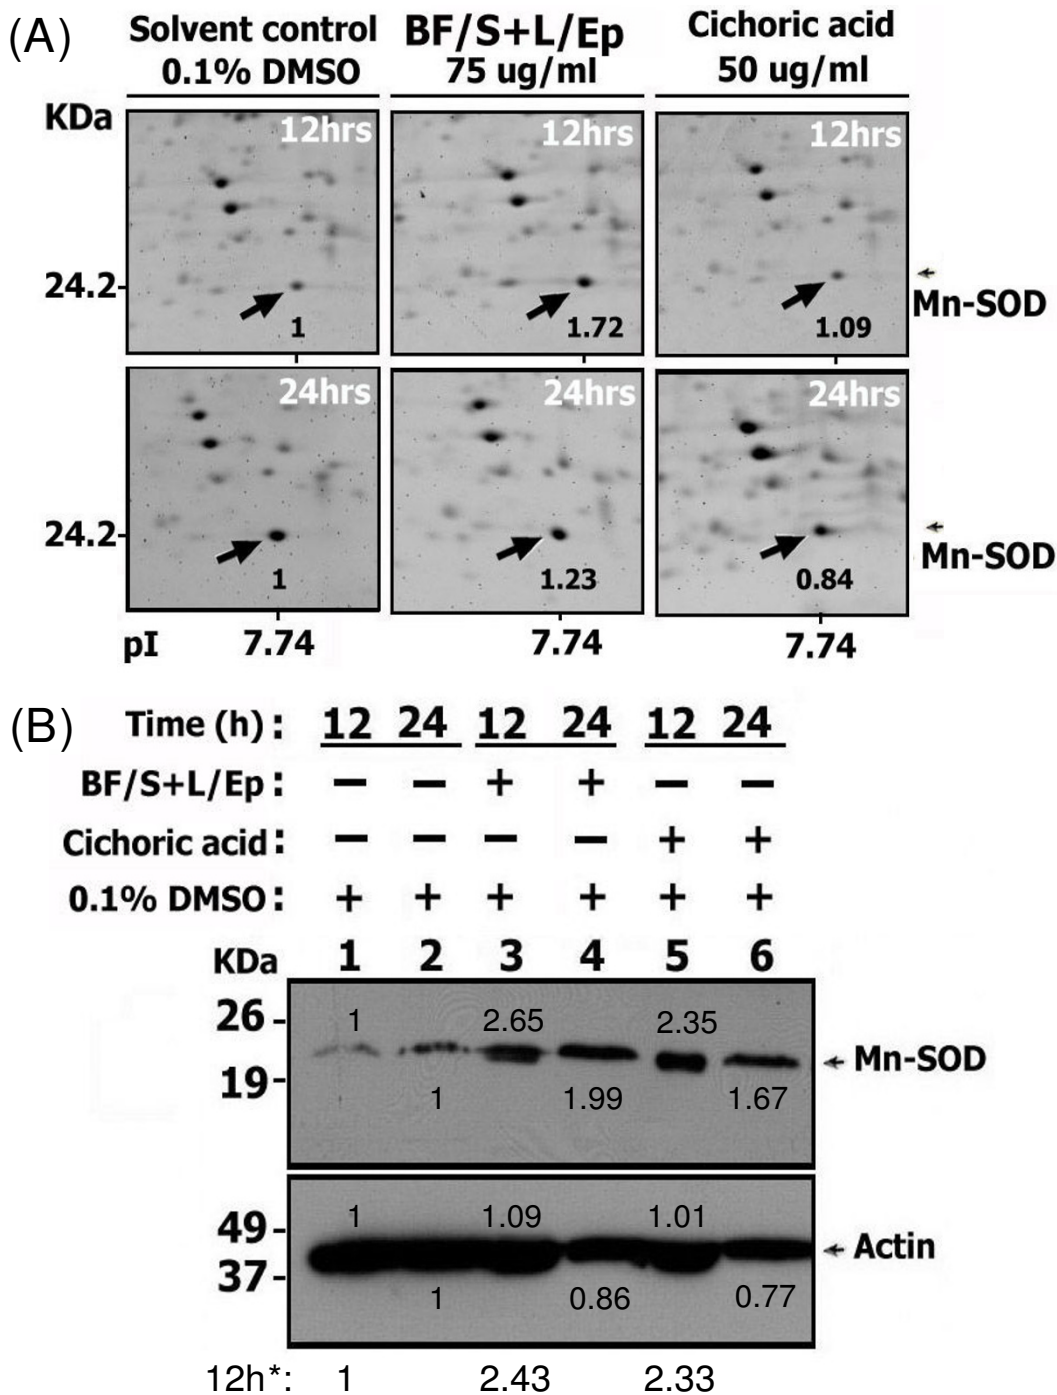 (A)
Solvent control BF/S+L/Ep Cichoric acid
0.1% DMSO 75 ug/ml 50 ug/ml
KDa
12hrs 12hrs 12hrs
24.2
Mn-SOD
1 1.72 1.09
24hrs 24hrs 24hrs
24.2
Mn-SOD
1 1.23 0.84
pI 7.74 7.74 7.74
(B)
Time (h) : 12 24 12 24 12 24
BF/S+L/Ep : − − + + − −
Cichoric acid : − − − − + +
0.1% DMSO : + + + + + +
KDa 1 2 3 4 5 6
26 1 2.65 2.35
Mn-SOD
19 1 1.99 1.67
1 1.09 1.01
49
Actin
37
1 0.86 0.77
12h*: 1 2.43 2.33